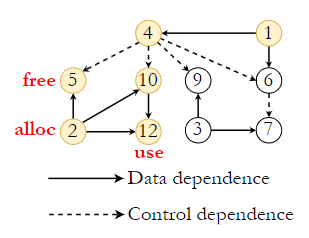 4 1
free 5 10 9 6
alloc 2 12 3 7
use
Data dependence
Control dependence